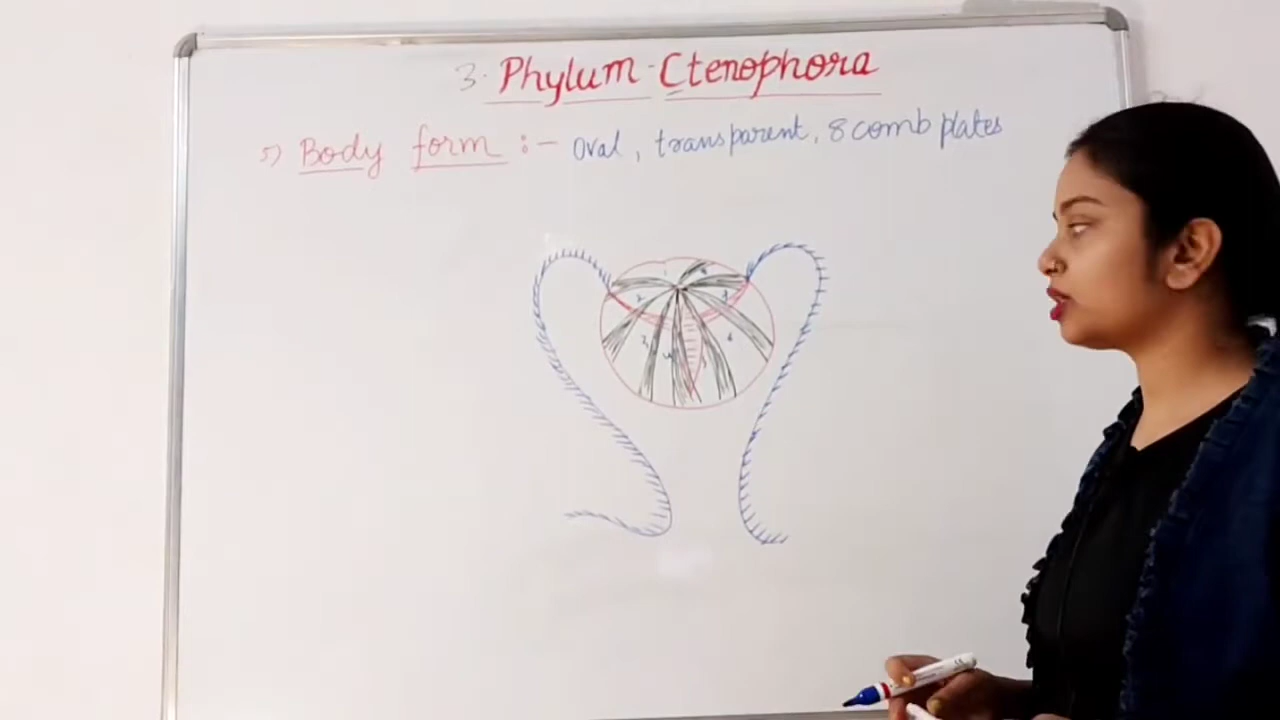 3. Phylum - Ctenophora
5) Body form :- oval, transparent, 8 comb plates